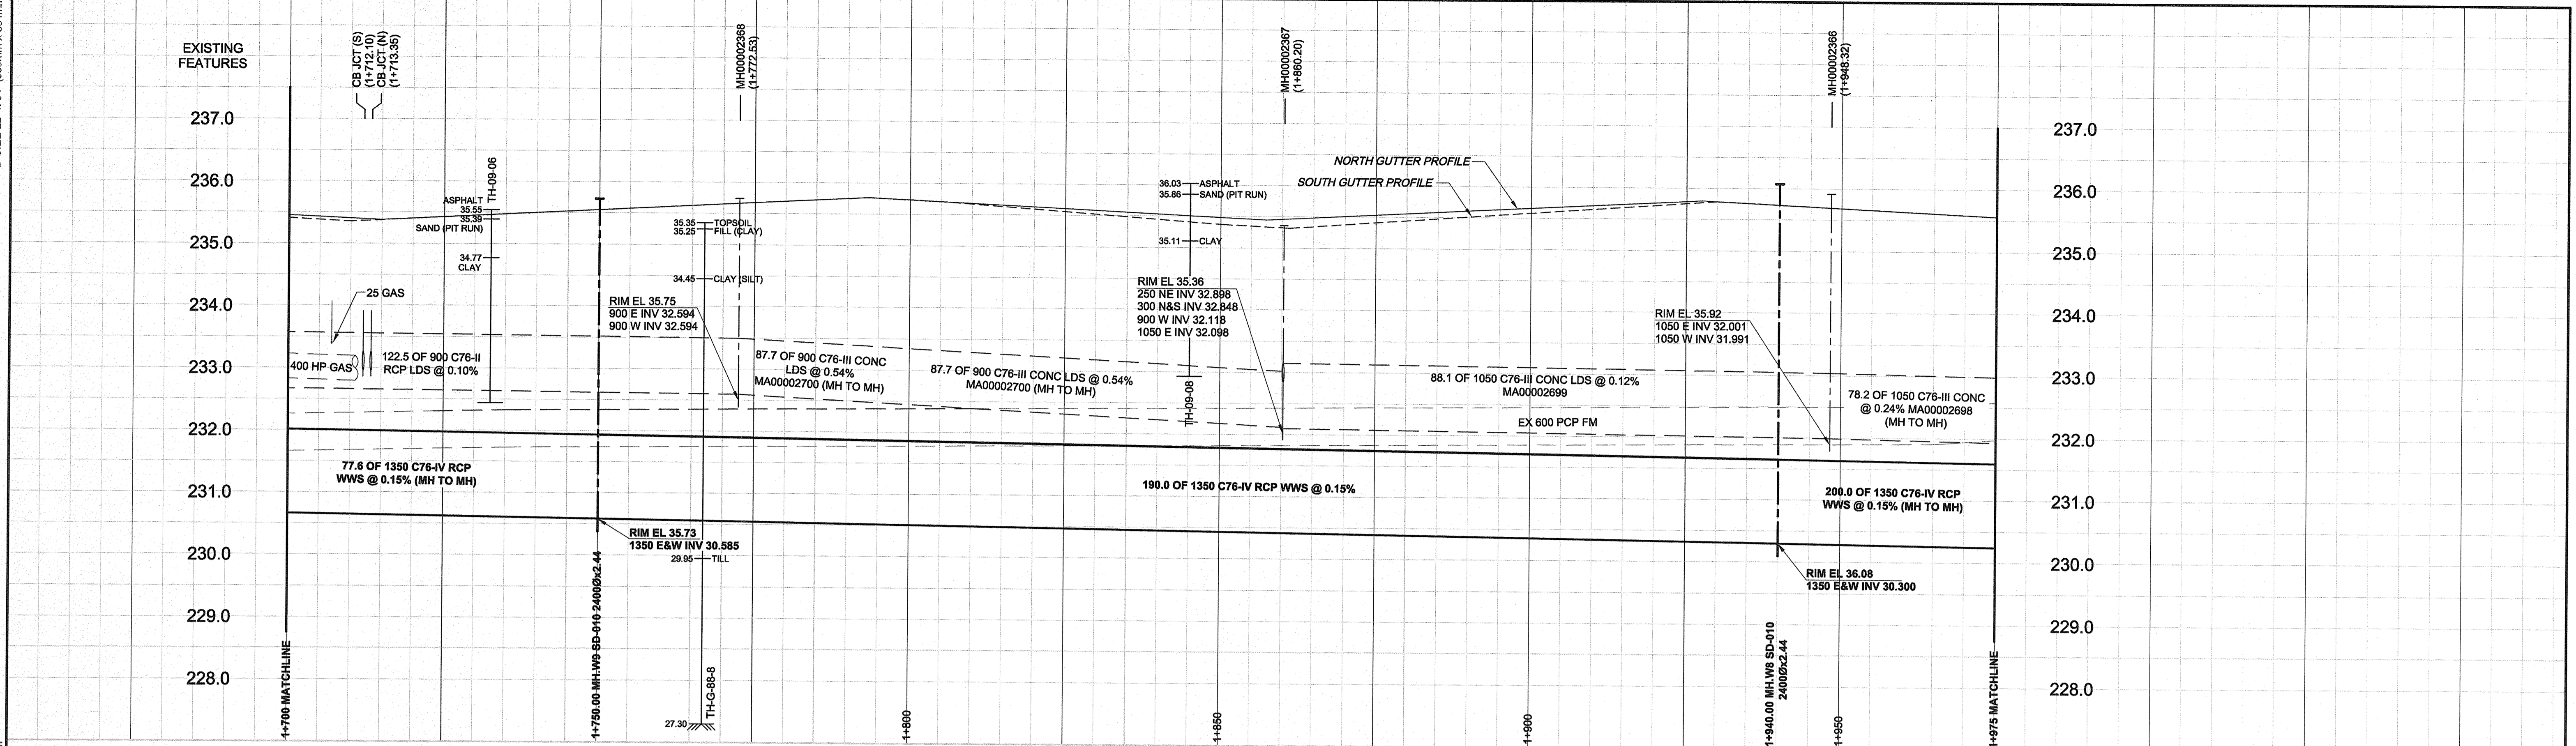 EXISTING
FEATURES
CB JCT (S)
(1+712.10)
CB JCT (N)
(1+713.35)
MH00002368
(1+772.53)
MH00002367
(1+860.20)
MH00002366
(1+948.32)
237.0
236.0
235.0
234.0
233.0
232.0
231.0
230.0
229.0
228.0
237.0
236.0
235.0
234.0
233.0
232.0
231.0
230.0
229.0
228.0
TH-09-06
ASPHALT
35.55
35.39
SAND (PIT RUN)
34.77
CLAY
25 GAS
400 HP GAS
122.5 OF 900 C76-II
RCP LDS @ 0.10%
35.35 TOPSOIL
35.25 FILL (CLAY)
34.45 CLAY (SILT)
RIM EL 35.75
900 E INV 32.594
900 W INV 32.594
87.7 OF 900 C76-III CONC
LDS @ 0.54%
MA00002700 (MH TO MH)
87.7 OF 900 C76-III CONC LDS @ 0.54%
MA00002700 (MH TO MH)
36.03 ASPHALT
35.86 SAND (PIT RUN)
35.11 CLAY
TH-09-08
RIM EL 35.36
250 NE INV 32.898
300 N&S INV 32.848
900 W INV 32.118
1050 E INV 32.098
NORTH GUTTER PROFILE
SOUTH GUTTER PROFILE
88.1 OF 1050 C76-III CONC LDS @ 0.12%
MA00002699
EX 600 PCP FM
RIM EL 35.92
1050 E INV 32.001
1050 W INV 31.991
78.2 OF 1050 C76-III CONC
@ 0.24% MA00002698
(MH TO MH)
77.6 OF 1350 C76-IV RCP
WWS @ 0.15% (MH TO MH)
190.0 OF 1350 C76-IV RCP WWS @ 0.15%
200.0 OF 1350 C76-IV RCP
WWS @ 0.15% (MH TO MH)
RIM EL 35.73
1350 E&W INV 30.585
29.95 TILL
27.30
TH-G-88-8
RIM EL 36.08
1350 E&W INV 30.300
1+700 MATCHLINE
1+750.00 MH.W9 SD-010 2400Øx2.44
1+800
1+850
1+900
1+940.00 MH.W8 SD-010
2400Øx2.44
1+950
1+975 MATCHLINE